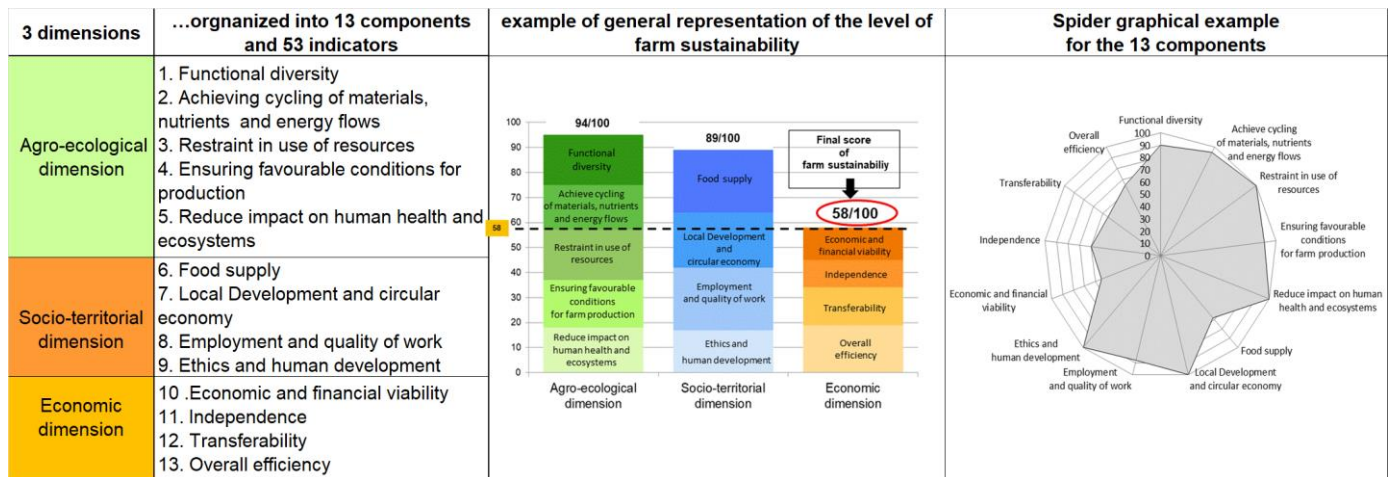 3 dimensions
...orgnanized into 13 components
and 53 indicators
example of general representation of the level of
farm sustainability
Spider graphical example
for the 13 components
Agro-ecological
dimension
1. Functional diversity
2. Achieving cycling of materials,
nutrients and energy flows
3. Restraint in use of resources
4. Ensuring favourable conditions for
production
5. Reduce impact on human health and
ecosystems
Socio-territorial
dimension
6. Food supply
7. Local Development and circular
economy
8. Employment and quality of work
9. Ethics and human development
Economic
dimension
10 .Economic and financial viability
11. Independence
12. Transferability
13. Overall efficiency
100
90
80
70
60
50
40
30
20
10
0
58
94/100
Functional
diversity
Achieve cycling
of materials, nutrients
and energy flows
Restraint in use of
resources
Ensuring favourable
conditions
for farm production
Reduce impact on
human health and
ecosystems
Agro-ecological
dimension
89/100
Food supply
Local Development and
circular economy
Employment
and quality of work
Ethics and
human development
Socio-territorial
dimension
Final score
of
farm sustainability
58/100
Economic and
financial viability
Independence
Transferability
Overall
efficiency
Economic
dimension
Functional diversity
Achieve cycling
of materials, nutrients
and energy flows
Restraint in use of
resources
Ensuring favourable
conditions
for farm production
Reduce impact on human
health and ecosystems
Food supply
Local Development
and circular economy
Employment
and quality of work
Ethics and
human development
Economic and financial
viability
Independence
Transferability
Overall
efficiency
100
90
80
70
60
50
40
30
20
10
0